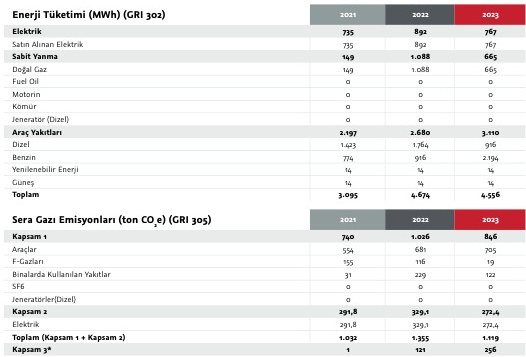 Enerji Tüketimi (MWh) (GRI 302) 2021 2022 2023
Elektrik 735 892 767
Satın Alınan Elektrik 735 892 767
Sabit Yanma 149 1.088 665
Doğal Gaz 149 1.088 665
Fuel Oil 0 0 0
Motorin 0 0 0
Kömür 0 0 0
Jeneratör (Dizel) 0 0 0
Araç Yakıtları 2.197 2.680 3.110
Dizel 1.423 1.764 916
Benzin 774 916 2.194
Yenilenebilir Enerji 14 14 14
Güneş 14 14 14
Toplam 3.095 4.674 4.556
Sera Gazı Emisyonları (ton CO2e) (GRI 305) 2021 2022 2023
Kapsam 1 740 1.026 846
Araçlar 554 681 705
F-Gazları 155 116 19
Binalarda Kullanılan Yakıtlar 31 229 122
SF6 0 0 0
Jeneratörler(Dizel) 0 0 0
Kapsam 2 291,8 329,1 272,4
Elektrik 291,8 329,1 272,4
Toplam (Kapsam 1 + Kapsam 2) 1.032 1.355 1.119
Kapsam 3* 1 121 256